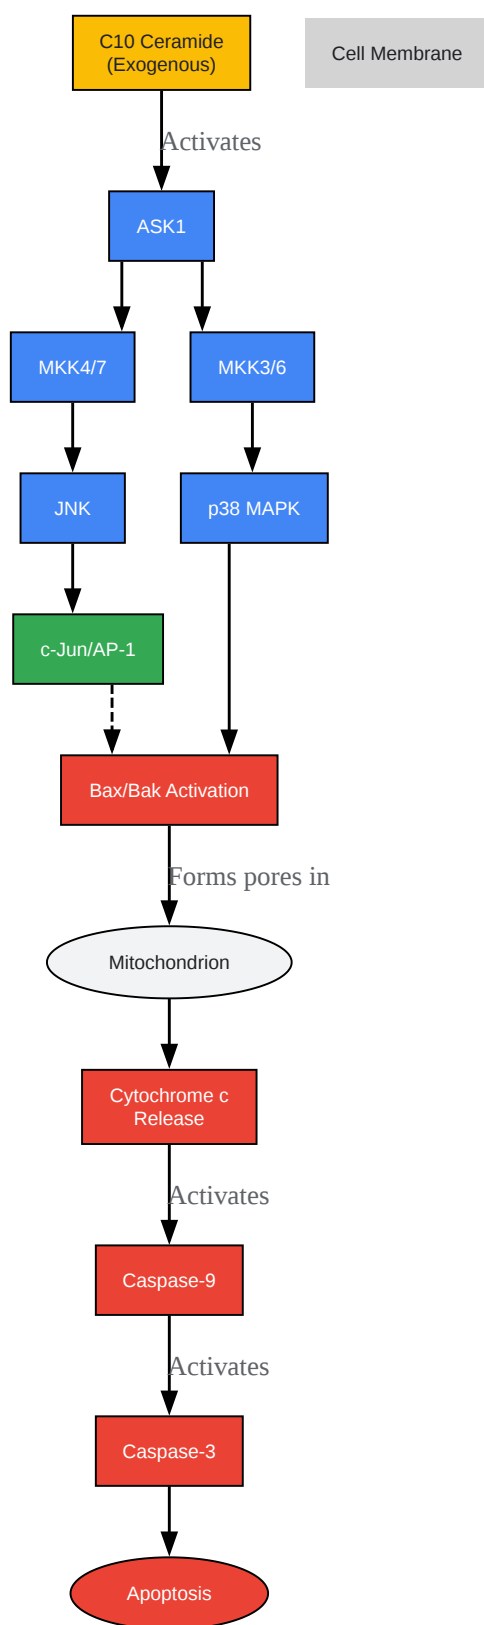 C10 Ceramide
(Exogenous)
Cell Membrane
Activates
ASK1
MKK4/7
MKK3/6
JNK
p38 MAPK
c-Jun/AP-1
Bax/Bak Activation
Forms pores in
Mitochondrion
Cytochrome c
Release
Activates
Caspase-9
Activates
Caspase-3
Apoptosis